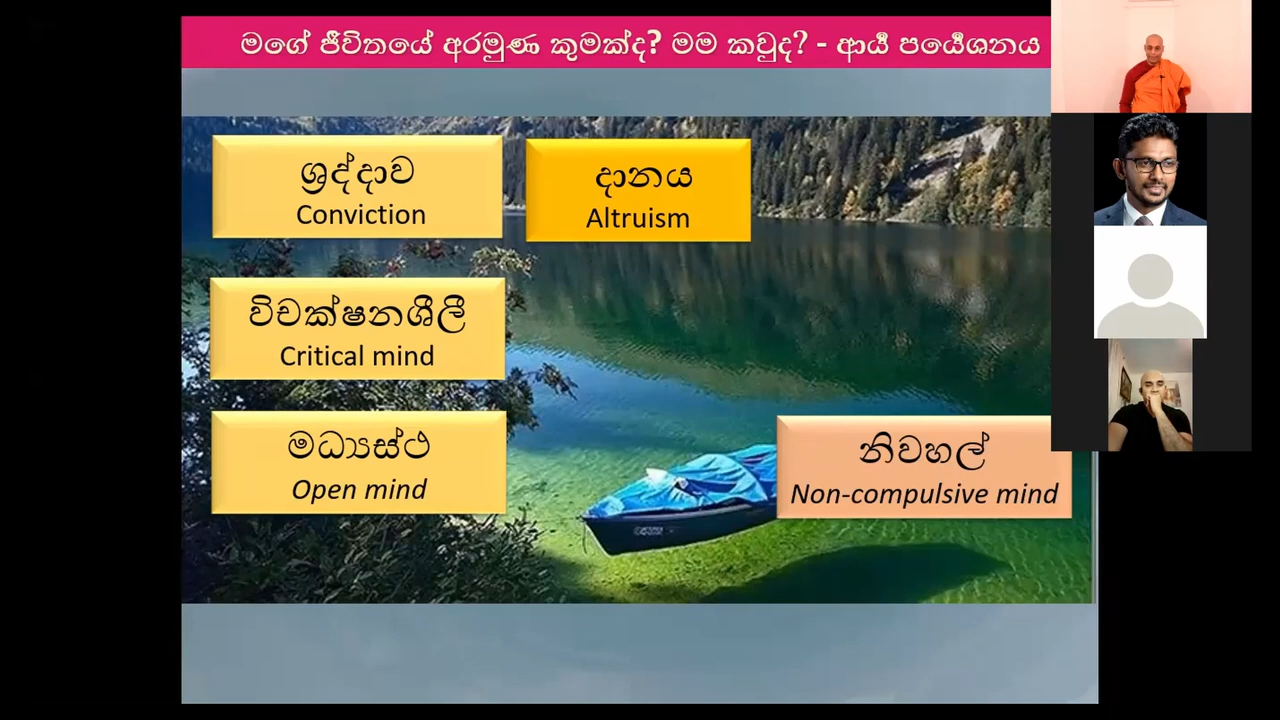 මගේ ජීවිතයේ අරමුණ කුමක්ද? මම කවුද? - ආර්‍ය පර්‍යේශනය
ශ්‍රද්දාව
Conviction
දානය
Altruism
විචක්ෂනශීලී
Critical mind
මධ්‍යස්ථ
Open mind
නිවහල්
Non-compulsive mind